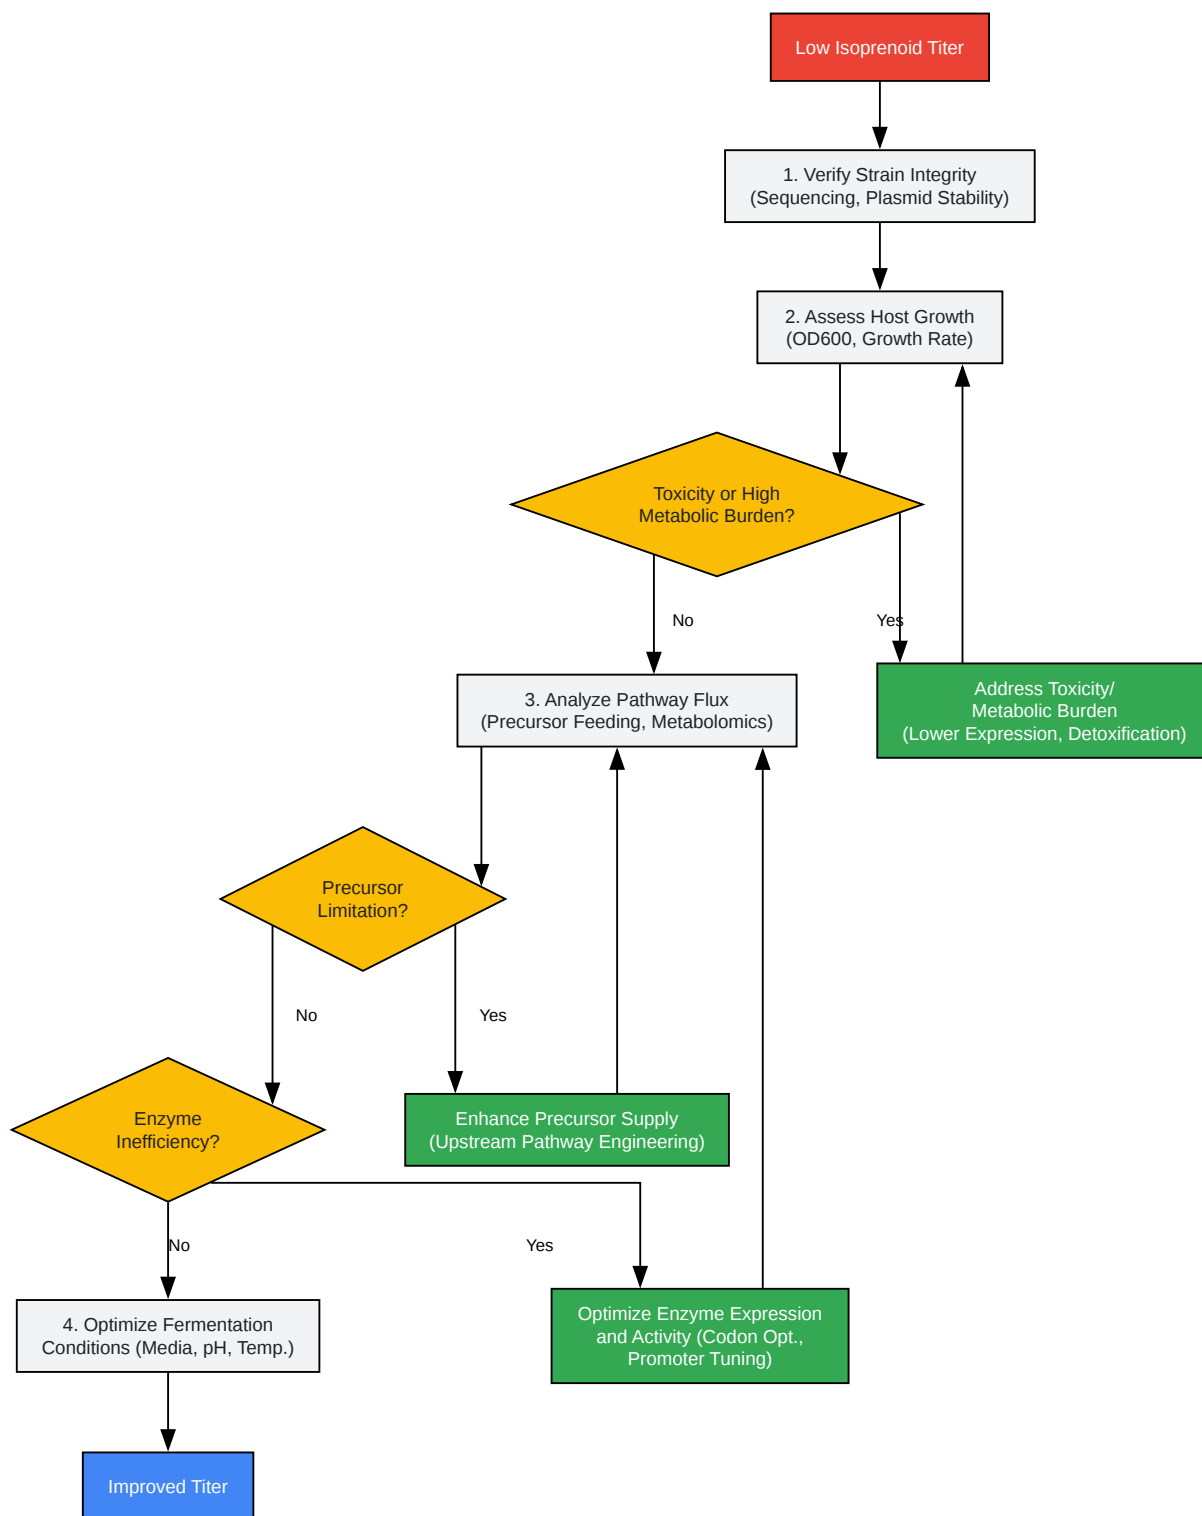 Low Isoprenoid Titer
1. Verify Strain Integrity
(Sequencing, Plasmid Stability)
2. Assess Host Growth
(OD600, Growth Rate)
Toxicity or High
Metabolic Burden?
No
Yes
Address Toxicity/
Metabolic Burden
(Lower Expression, Detoxification)
3. Analyze Pathway Flux
(Precursor Feeding, Metabolomics)
Precursor
Limitation?
No
Yes
Enhance Precursor Supply
(Upstream Pathway Engineering)
Enzyme
Inefficiency?
No
Yes
Optimize Enzyme Expression
and Activity (Codon Opt.,
Promoter Tuning)
4. Optimize Fermentation
Conditions (Media, pH, Temp.)
Improved Titer